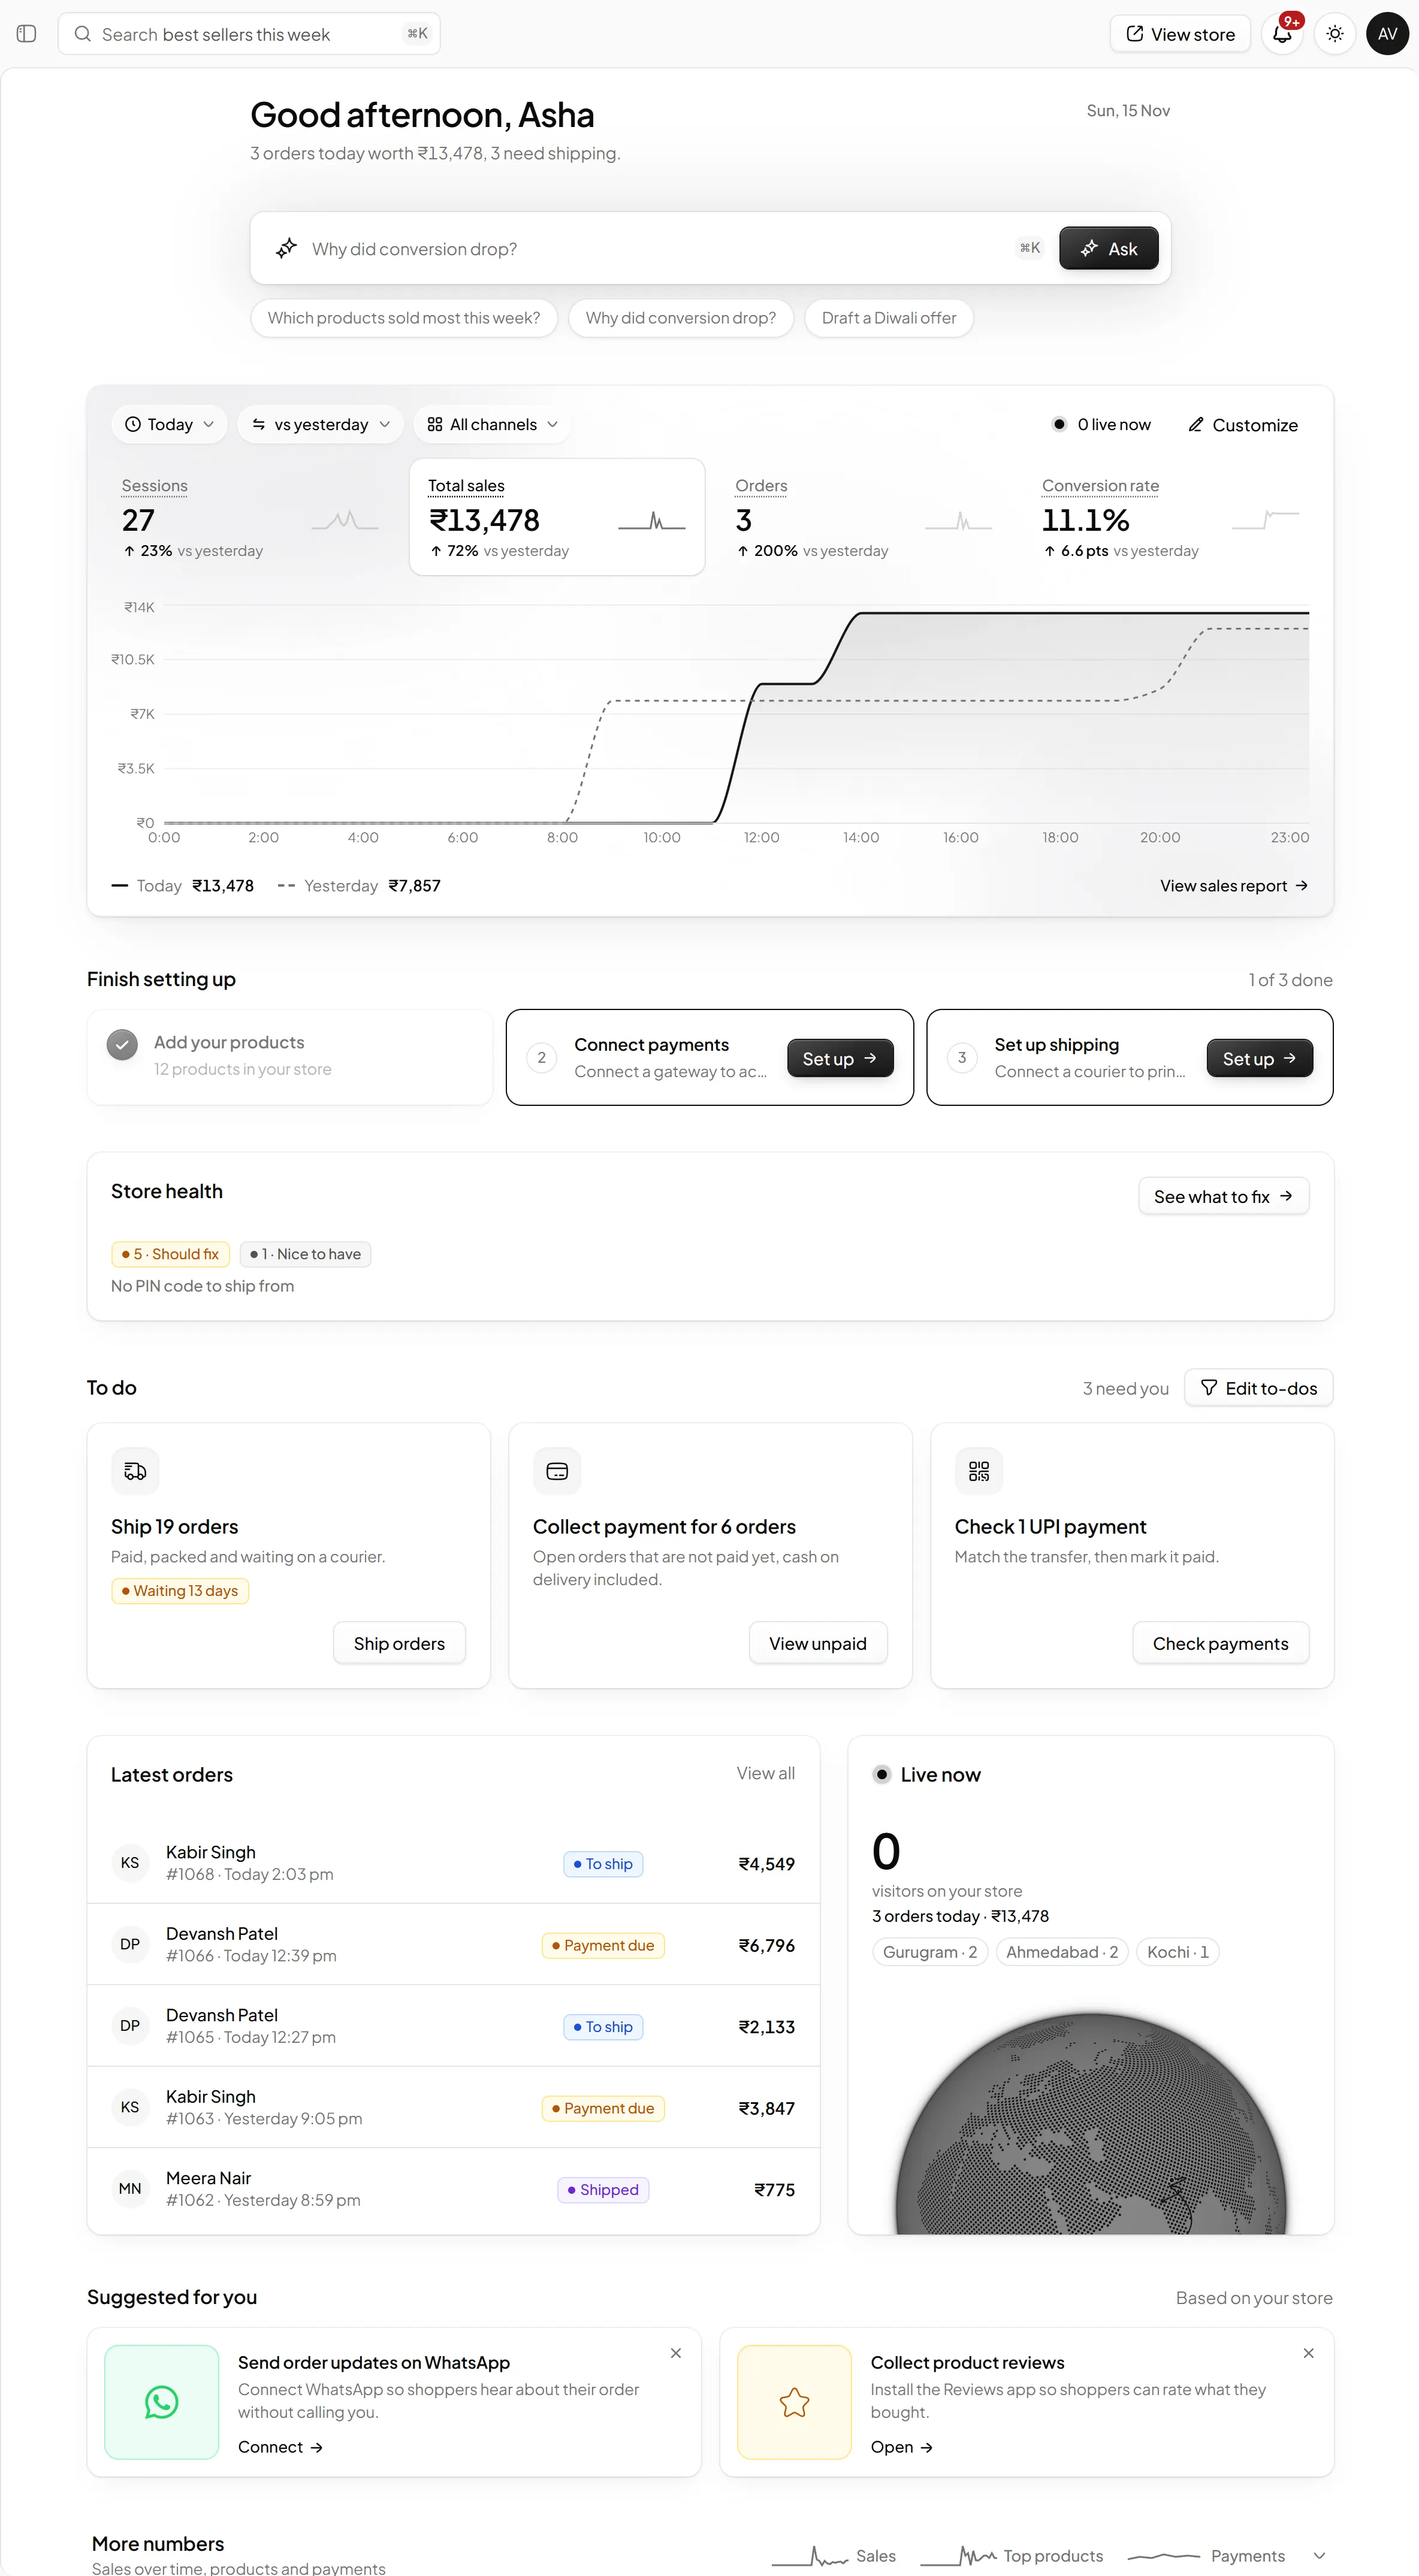 Search best sellers this week ⌘K
View store
9+
AV
Good afternoon, Asha
Sun, 15 Nov
3 orders today worth ₹13,478, 3 need shipping.
Why did conversion drop? ⌘K Ask
Which products sold most this week?
Why did conversion drop?
Draft a Diwali offer
Today
vs yesterday
All channels
0 live now
Customize
Sessions
27
↑ 23% vs yesterday
Total sales
₹13,478
↑ 72% vs yesterday
Orders
3
↑ 200% vs yesterday
Conversion rate
11.1%
↑ 6.6 pts vs yesterday
₹14K
₹10.5K
₹7K
₹3.5K
₹0
0:00 2:00 4:00 6:00 8:00 10:00 12:00 14:00 16:00 18:00 20:00 23:00
Today ₹13,478
Yesterday ₹7,857
View sales report →
Finish setting up
1 of 3 done
Add your products
12 products in your store
2
Connect payments
Connect a gateway to ac...
Set up →
3
Set up shipping
Connect a courier to prin...
Set up →
Store health
See what to fix →
5 · Should fix
1 · Nice to have
No PIN code to ship from
To do
3 need you
Edit to-dos
Ship 19 orders
Paid, packed and waiting on a courier.
Waiting 13 days
Ship orders
Collect payment for 6 orders
Open orders that are not paid yet, cash on
delivery included.
View unpaid
Check 1 UPI payment
Match the transfer, then mark it paid.
Check payments
Latest orders
View all
KS
Kabir Singh
#1068 · Today 2:03 pm
To ship
₹4,549
DP
Devansh Patel
#1066 · Today 12:39 pm
Payment due
₹6,796
DP
Devansh Patel
#1065 · Today 12:27 pm
To ship
₹2,133
KS
Kabir Singh
#1063 · Yesterday 9:05 pm
Payment due
₹3,847
MN
Meera Nair
#1062 · Yesterday 8:59 pm
Shipped
₹775
Live now
0
visitors on your store
3 orders today · ₹13,478
Gurugram · 2
Ahmedabad · 2
Kochi · 1
Suggested for you
Based on your store
Send order updates on WhatsApp
Connect WhatsApp so shoppers hear about their order
without calling you.
Connect →
Collect product reviews
Install the Reviews app so shoppers can rate what they
bought.
Open →
More numbers
Sales over time, products and payments
Sales
Top products
Payments